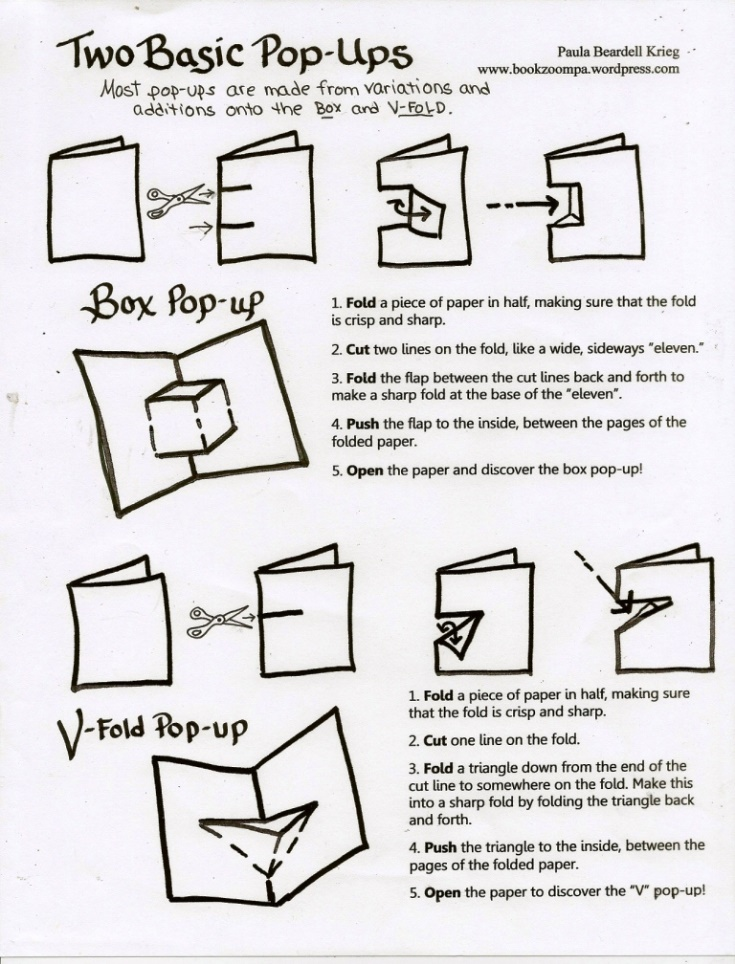 Two Basic Pop-Ups
Paula Beardell Krieg
www.bookzoompa.wordpress.com
Most pop-ups are made from variations and
additions onto the Box and V-FOLD.
Box Pop-up
1. Fold a piece of paper in half, making sure that the fold
is crisp and sharp.
2. Cut two lines on the fold, like a wide, sideways "eleven."
3. Fold the flap between the cut lines back and forth to
make a sharp fold at the base of the "eleven".
4. Push the flap to the inside, between the pages of the
folded paper.
5. Open the paper and discover the box pop-up!
V-Fold Pop-up
1. Fold a piece of paper in half, making sure
that the fold is crisp and sharp.
2. Cut one line on the fold.
3. Fold a triangle down from the end of the
cut line to somewhere on the fold. Make this
into a sharp fold by folding the triangle back
and forth.
4. Push the triangle to the inside, between the
pages of the folded paper.
5. Open the paper to discover the "V" pop-up!